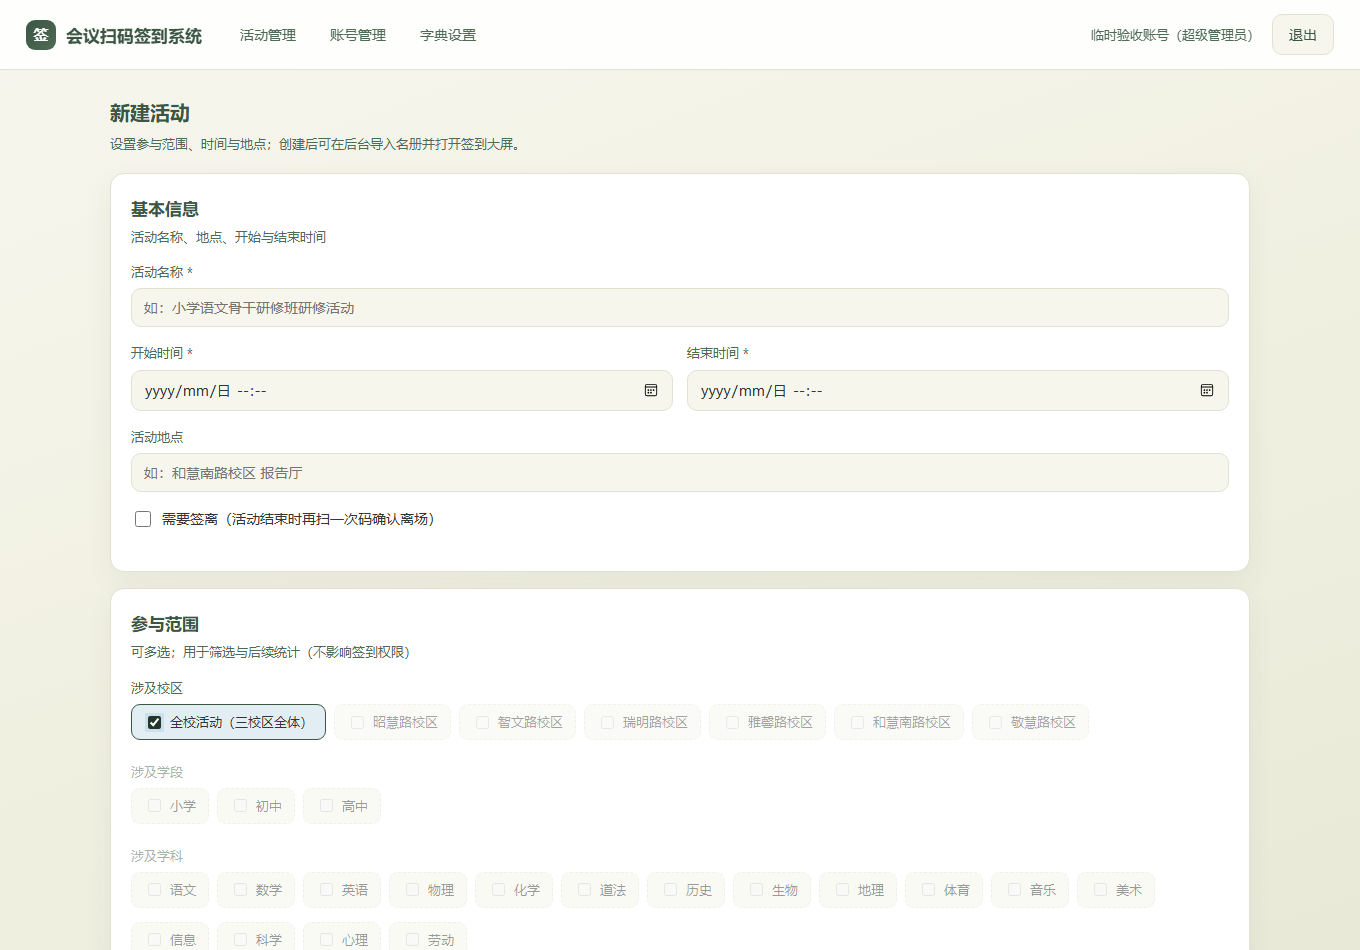 签 会议扫码签到系统 活动管理 账号管理 字典设置 临时验收账号（超级管理员） 退出
新建活动
设置参与范围、时间与地点；创建后可在后台导入名册并打开签到大屏。
基本信息
活动名称、地点、开始与结束时间
活动名称 *
如：小学语文骨干研修班研修活动
开始时间 * 结束时间 *
yyyy/mm/日 --:-- yyyy/mm/日 --:--
活动地点
如：和慧南路校区 报告厅
需要签离（活动结束时再扫一次码确认离场）
参与范围
可多选；用于筛选与后续统计（不影响签到权限）
涉及校区
全校活动（三校区全体） 昭慧路校区 智文路校区 瑞明路校区 雅馨路校区 和慧南路校区 敬慧路校区
涉及学段
小学 初中 高中
涉及学科
语文 数学 英语 物理 化学 道法 历史 生物 地理 体育 音乐 美术
信息 科学 心理 劳动